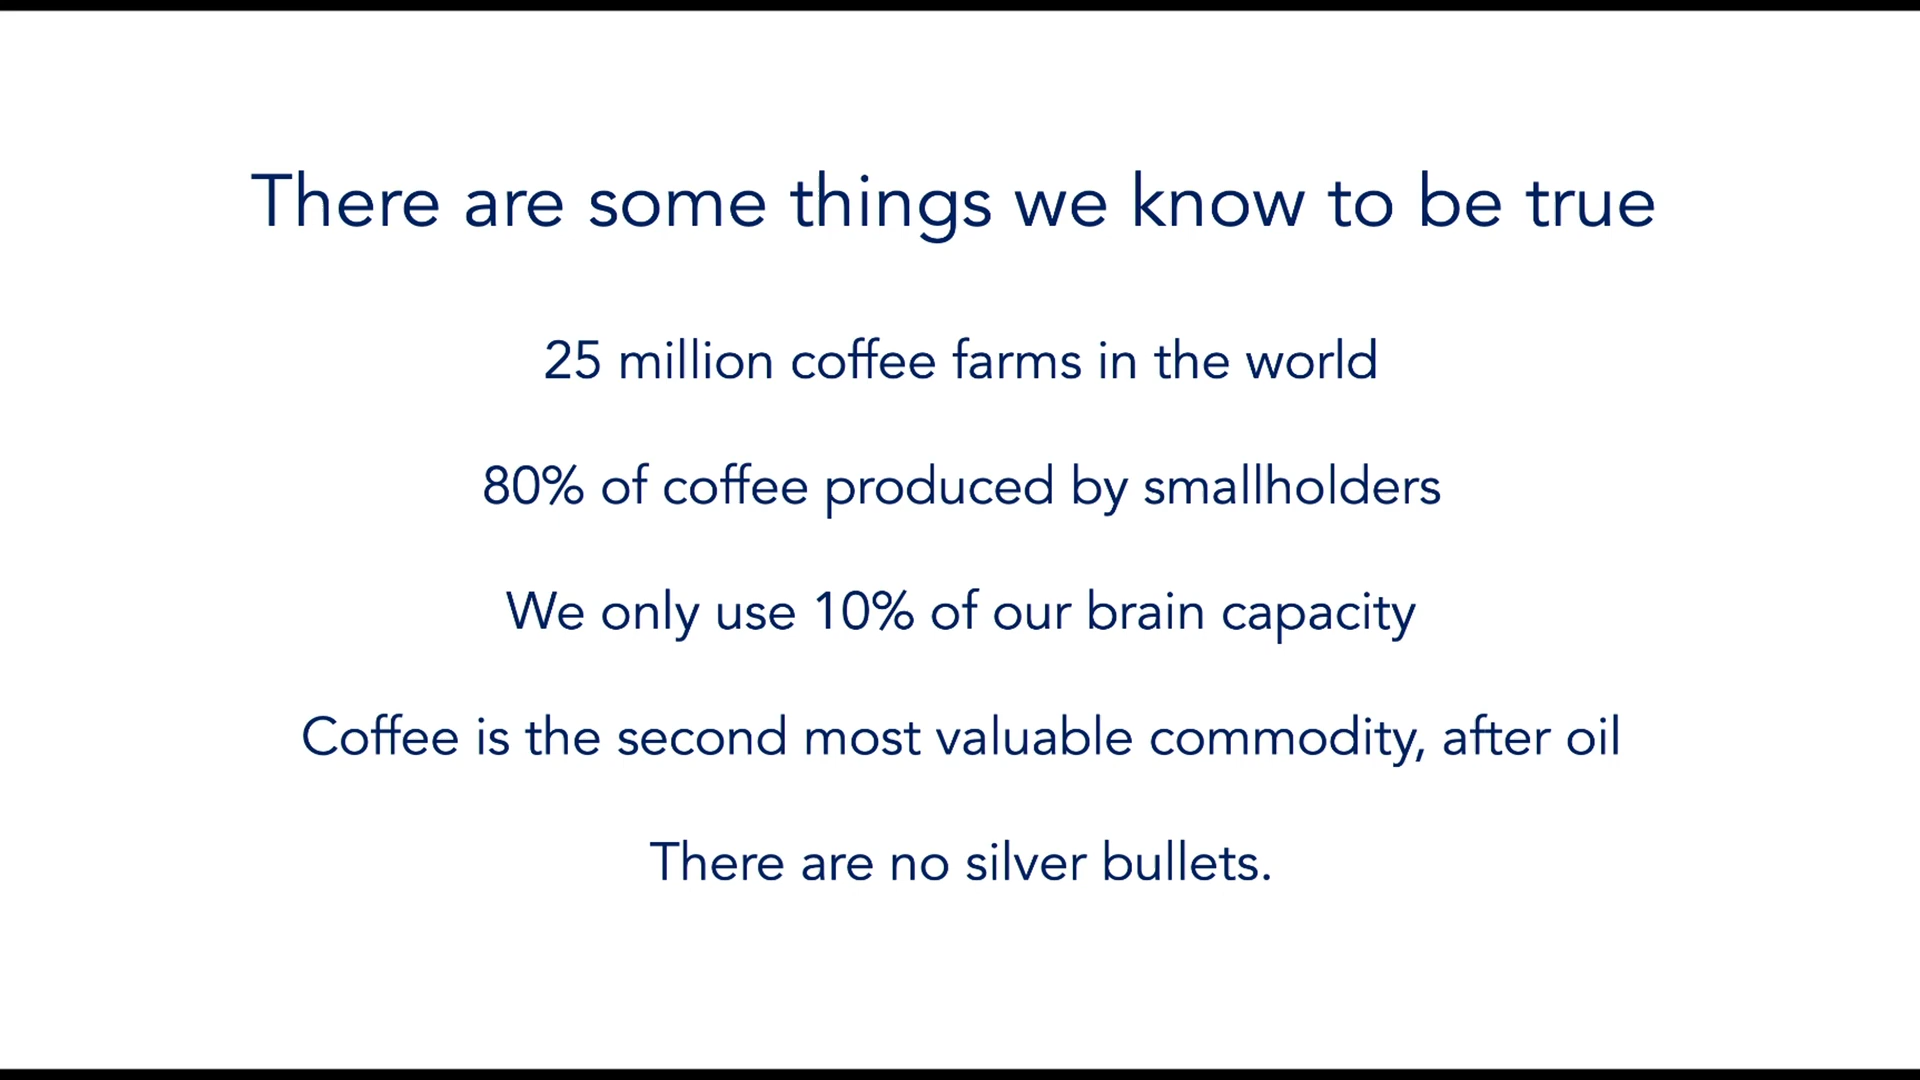 There are some things we know to be true
25 million coffee farms in the world
80% of coffee produced by smallholders
We only use 10% of our brain capacity
Coffee is the second most valuable commodity, after oil
There are no silver bullets.